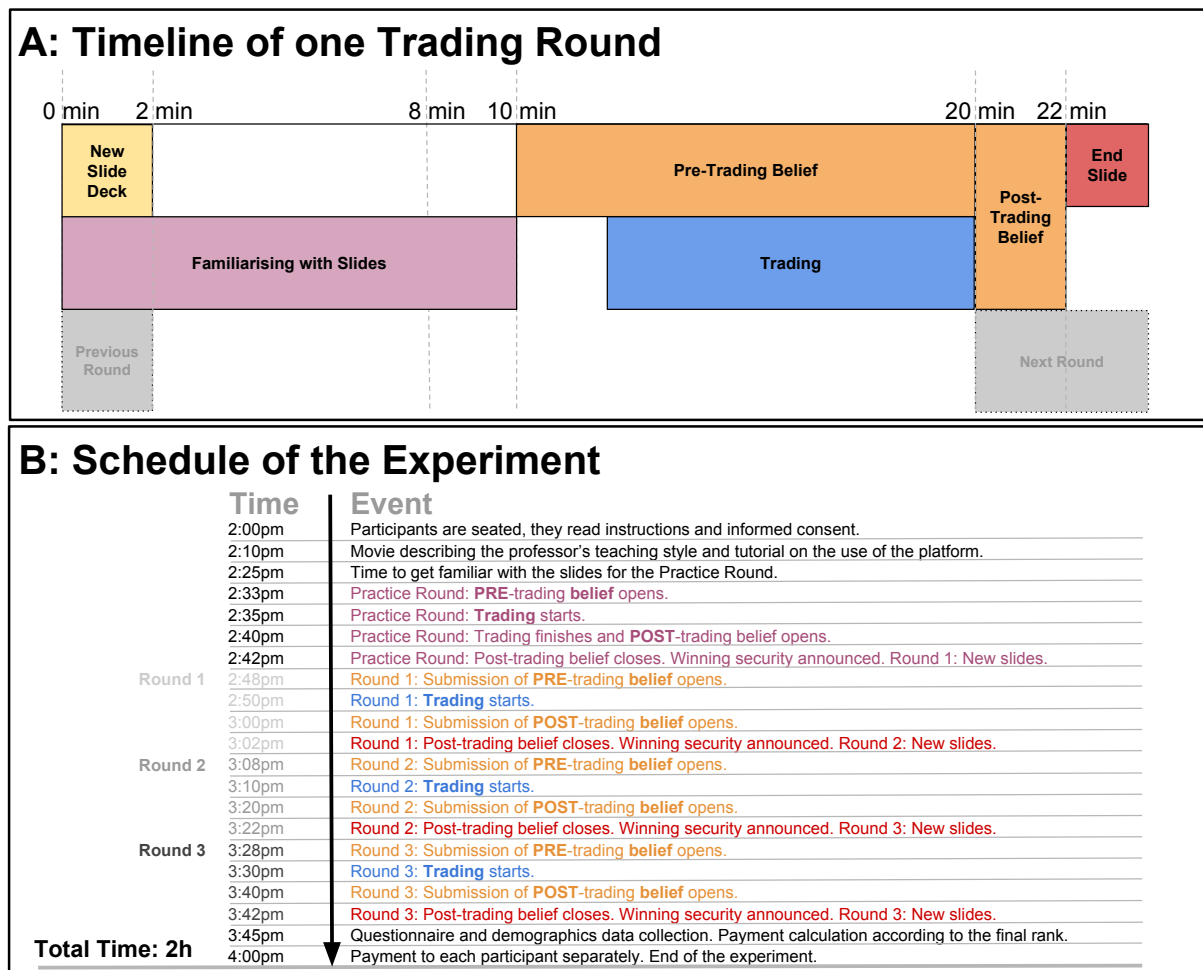 A: Timeline of one Trading Round
0 min 2 min 8 min 10 min 20 min 22 min
New
Slide
Deck
Pre-Trading Belief
End
Slide
Post-
Trading
Belief
Familiarising with Slides
Trading
Previous
Round
Next Round
B: Schedule of the Experiment
Time Event
2:00pm Participants are seated, they read instructions and informed consent.
2:10pm Movie describing the professor's teaching style and tutorial on the use of the platform.
2:25pm Time to get familiar with the slides for the Practice Round.
2:33pm Practice Round: PRE-trading belief opens.
2:35pm Practice Round: Trading starts.
2:40pm Practice Round: Trading finishes and POST-trading belief opens.
2:42pm Practice Round: Post-trading belief closes. Winning security announced. Round 1: New slides.
Round 1 2:48pm Round 1: Submission of PRE-trading belief opens.
2:50pm Round 1: Trading starts.
3:00pm Round 1: Submission of POST-trading belief opens.
3:02pm Round 1: Post-trading belief closes. Winning security announced. Round 2: New slides.
Round 2 3:08pm Round 2: Submission of PRE-trading belief opens.
3:10pm Round 2: Trading starts.
3:20pm Round 2: Submission of POST-trading belief opens.
3:22pm Round 2: Post-trading belief closes. Winning security announced. Round 3: New slides.
Round 3 3:28pm Round 3: Submission of PRE-trading belief opens.
3:30pm Round 3: Trading starts.
3:40pm Round 3: Submission of POST-trading belief opens.
3:42pm Round 3: Post-trading belief closes. Winning security announced. Round 3: New slides.
3:45pm Questionnaire and demographics data collection. Payment calculation according to the final rank.
Total Time: 2h 4:00pm Payment to each participant separately. End of the experiment.